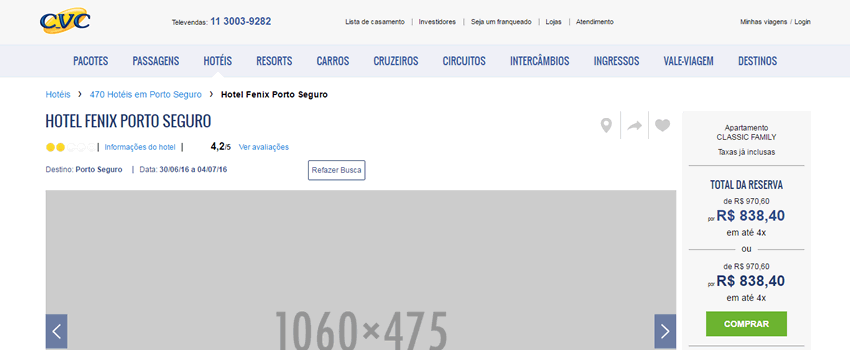 CVC
Televendas: 11 3003-9282
Lista de casamento | Investidores | Seja um franqueado | Lojas | Atendimento
Minhas viagens / Login
PACOTES PASSAGENS HOTÉIS RESORTS CARROS CRUZEIROS CIRCUITOS INTERCÂMBIOS INGRESSOS VALE-VIAGEM DESTINOS
Hotéis > 470 Hotéis em Porto Seguro > Hotel Fenix Porto Seguro
HOTEL FENIX PORTO SEGURO
| Informações do hotel | 4,2/5 Ver avaliações
Destino: Porto Seguro | Data: 30/06/16 a 04/07/16
Refazer Busca
1060×475
Apartamento
CLASSIC FAMILY
Taxas já inclusas
TOTAL DA RESERVA
de R$ 970,60
por R$ 838,40
em até 4x
ou
de R$ 970,60
por R$ 838,40
em até 4x
COMPRAR